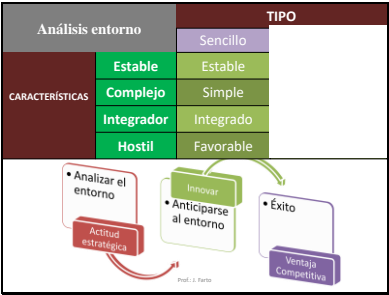 Análisis entorno
TIPO
Sencillo
CARACTERÍSTICAS
Estable
Estable
Complejo
Simple
Integrador
Integrado
Hostil
Favorable
• Analizar el
entorno
Actitud
estratégica
Innovar
• Anticiparse
al entorno
• Éxito
Ventaja
Competitiva
Prof.: J. Farto